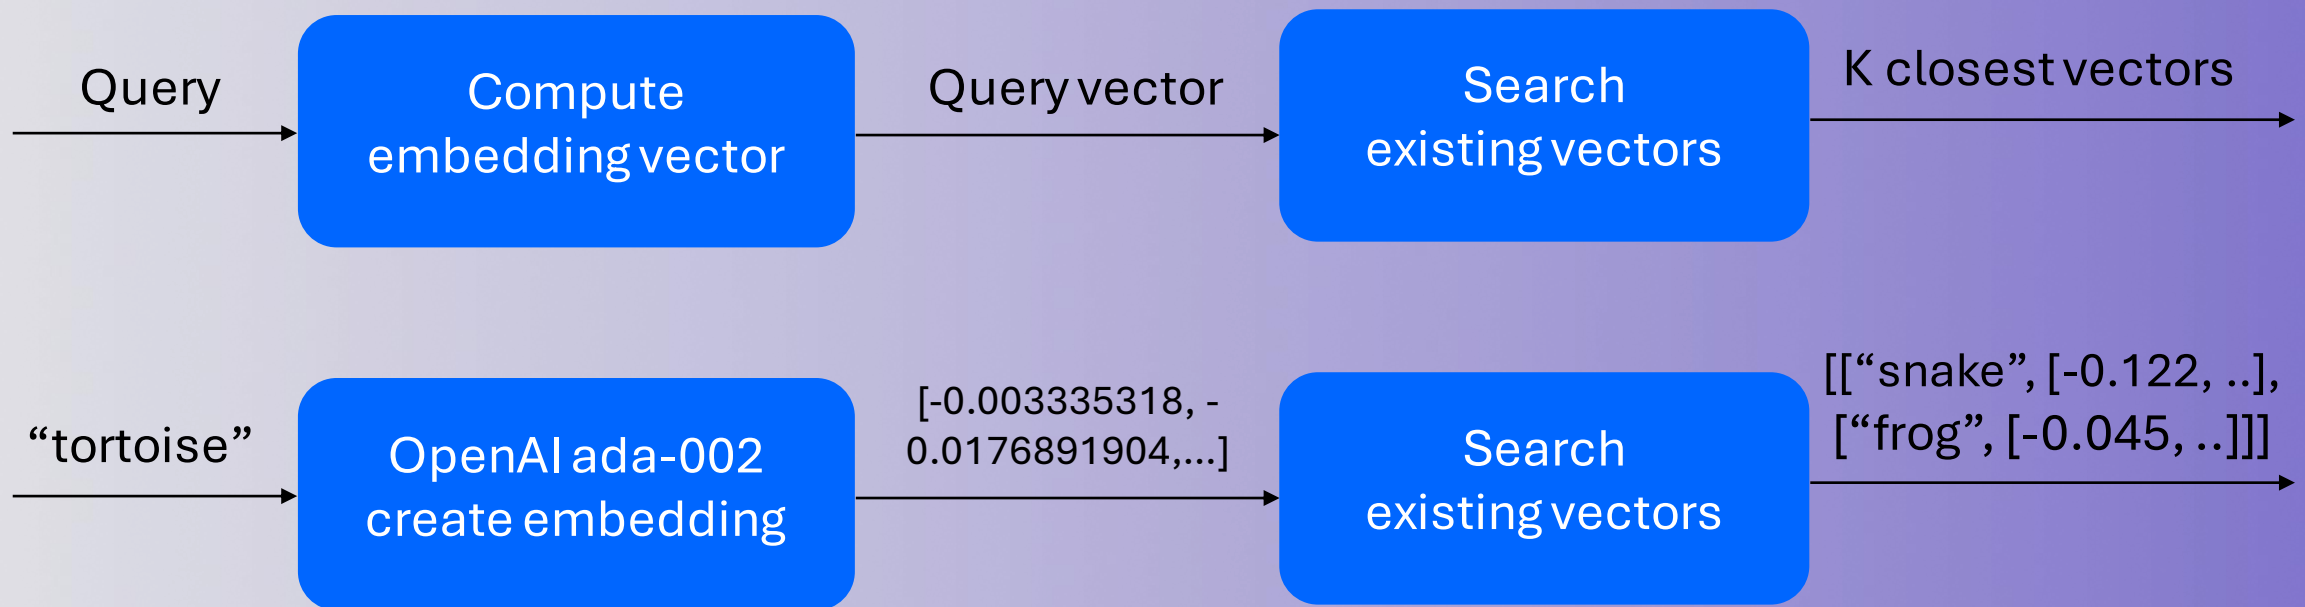 Query
Compute
embedding vector
Query vector
Search
existing vectors
K closest vectors
“tortoise”
OpenAI ada-002
create embedding
[-0.003335318, -
0.0176891904,...]
Search
existing vectors
[[“snake”, [-0.122, ..],
[“frog”, [-0.045, ..]]]